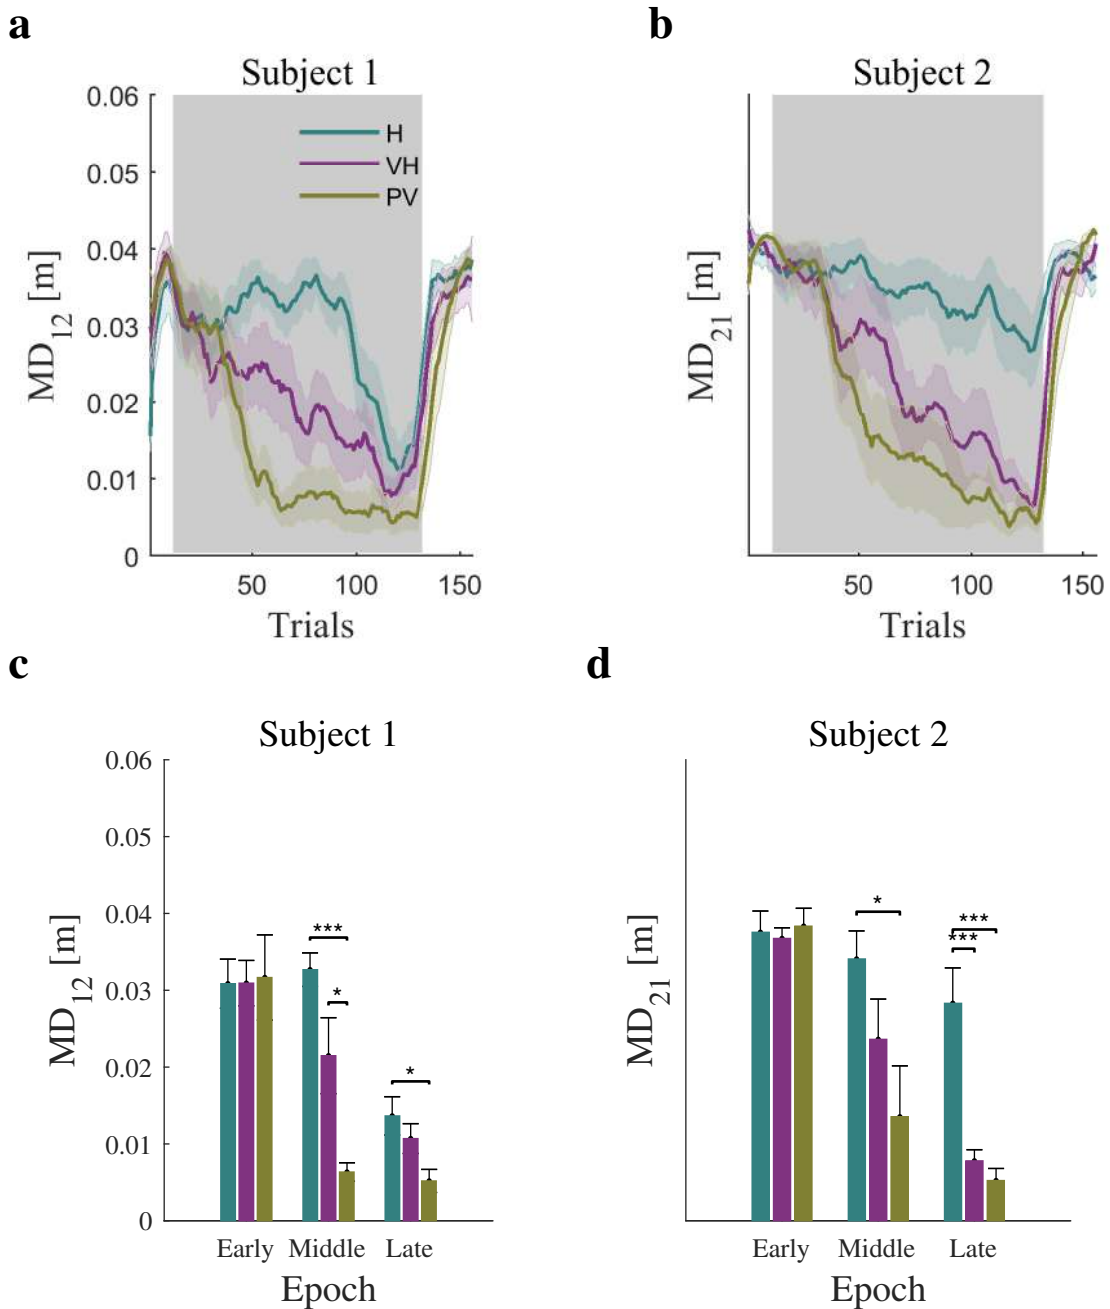 a
b
Subject 1
Subject 2
0.06
0.05
0.04
0.03
0.02
0.01
0
H
VH
PV
MD12 [m]
MD21 [m]
50
100
150
50
100
150
Trials
Trials
c
d
Subject 1
Subject 2
0.06
0.05
0.04
0.03
0.02
0.01
0
MD12 [m]
MD21 [m]
***
*
*
*
***
***
Early
Middle
Late
Early
Middle
Late
Epoch
Epoch